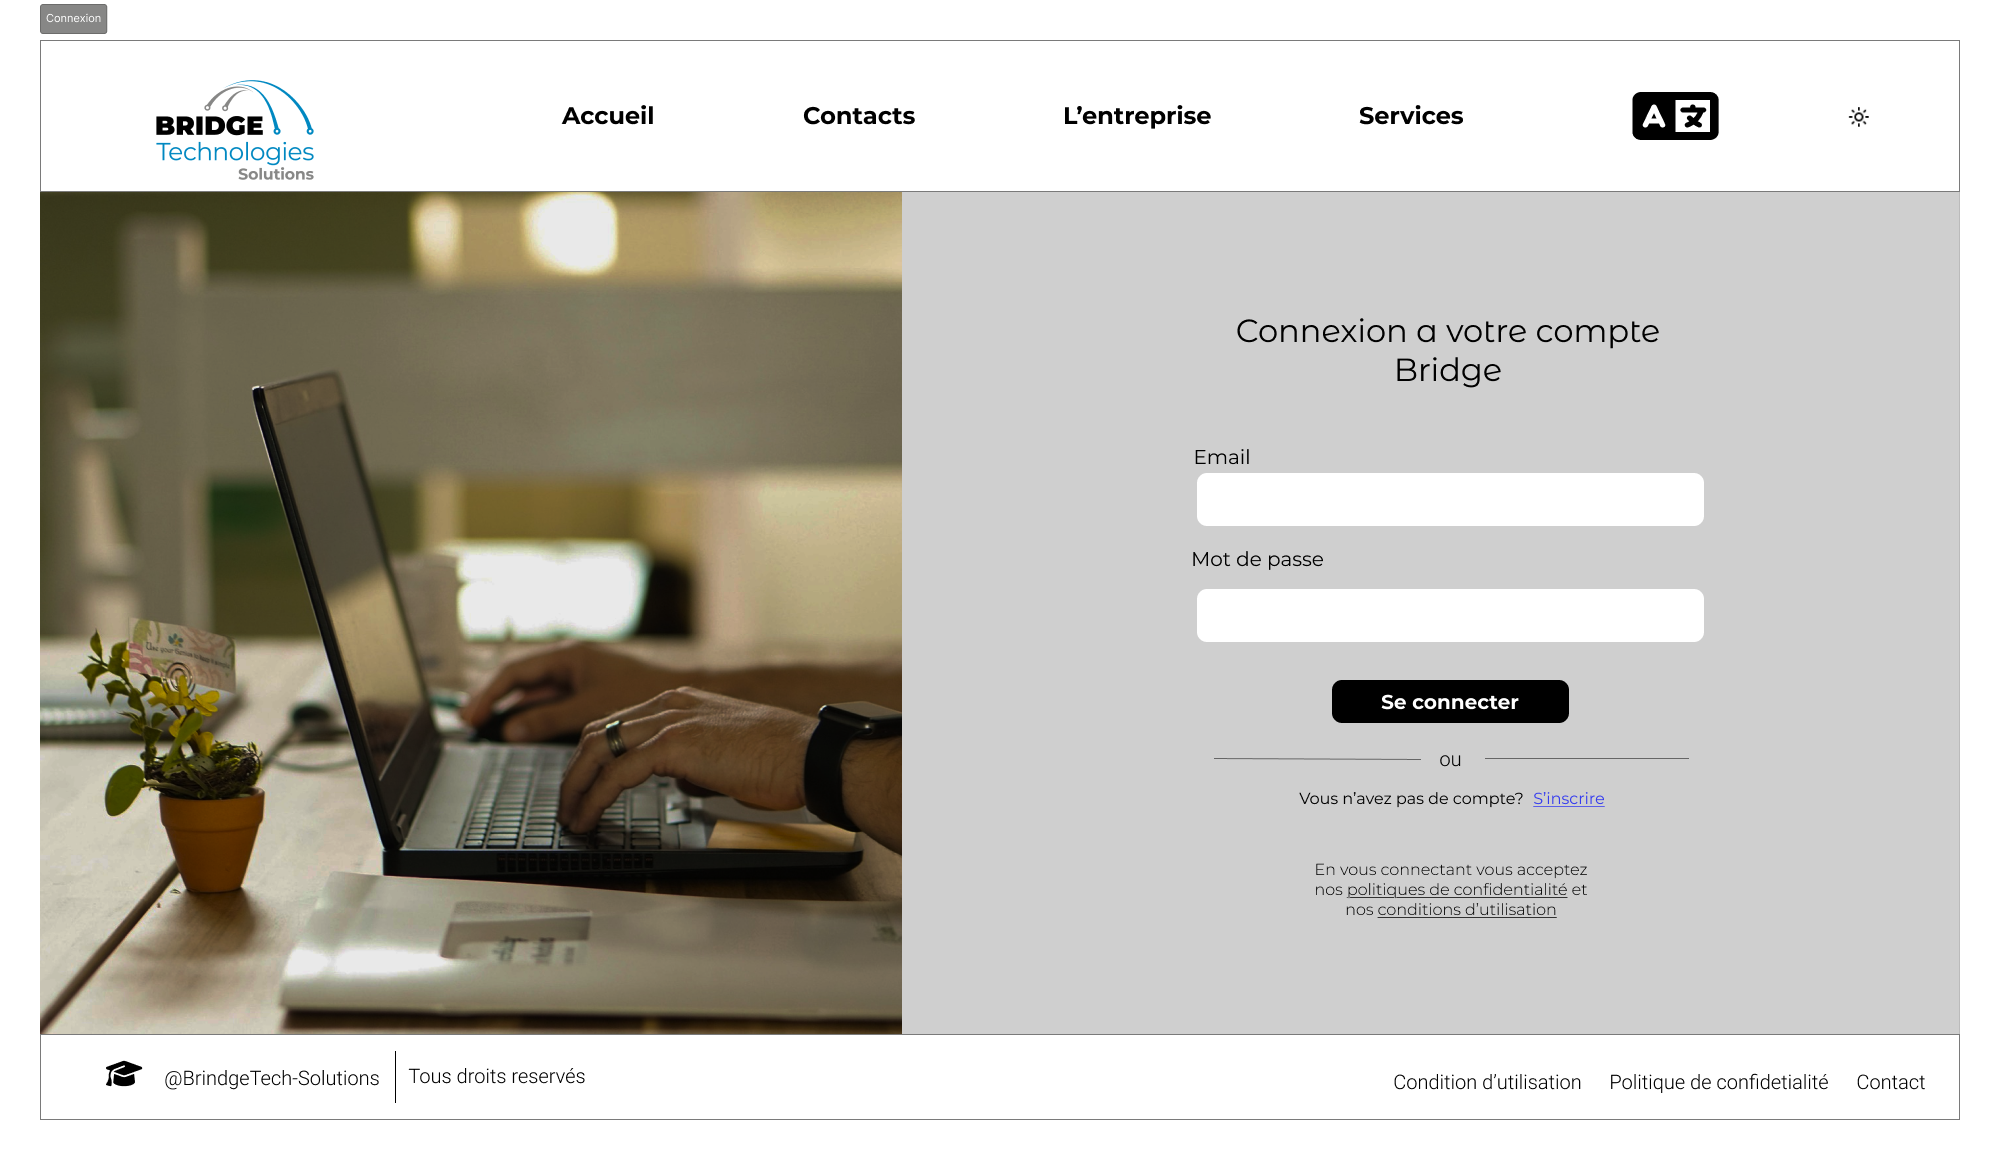 Connexion
BRIDGE
Technologies
Solutions
Accueil
Contacts
L’entreprise
Services
A 文
Connexion a votre compte
Bridge
Email
Mot de passe
Se connecter
ou
Vous n’avez pas de compte? S’inscrire
En vous connectant vous acceptez
nos politiques de confidentialité et
nos conditions d’utilisation
@BrindgeTech-Solutions
Tous droits reservés
Condition d’utilisation
Politique de confidetialité
Contact